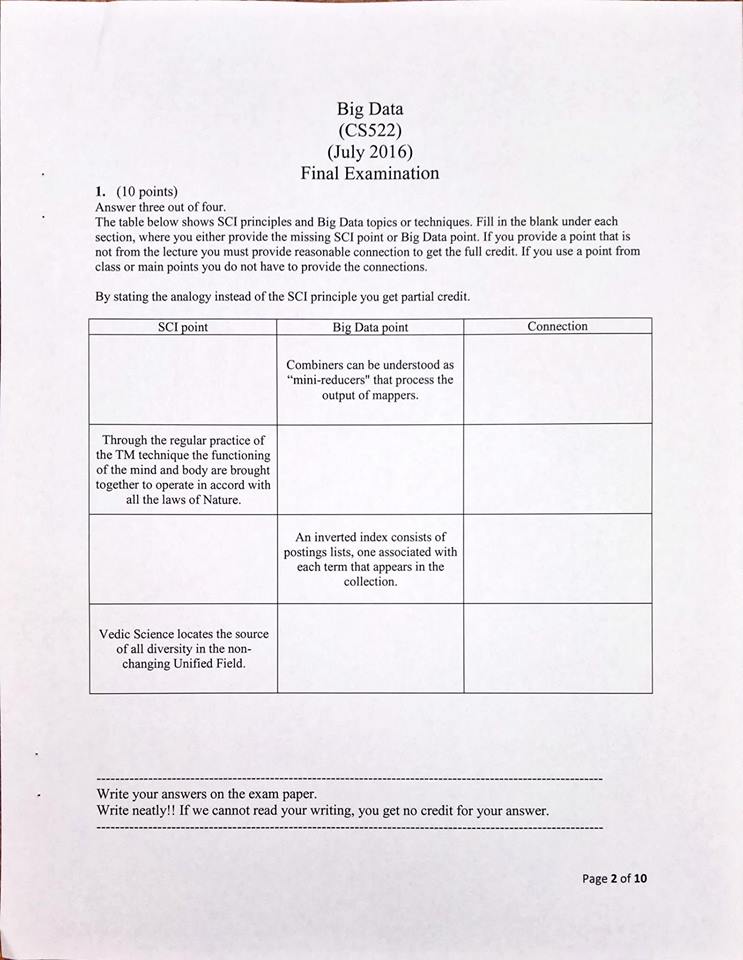 Big Data
(CS522)
(July 2016)
Final Examination
1. (10 points)
Answer three out of four.
The table below shows SCI principles and Big Data topics or techniques. Fill in the blank under each
section, where you either provide the missing SCI point or Big Data point. If you provide a point that is
not from the lecture you must provide reasonable connection to get the full credit. If you use a point from
class or main points you do not have to provide the connections.
By stating the analogy instead of the SCI principle you get partial credit.
SCI point
Big Data point
Connection
Combiners can be understood as
“mini-reducers" that process the
output of mappers.
Through the regular practice of
the TM technique the functioning
of the mind and body are brought
together to operate in accord with
all the laws of Nature.
An inverted index consists of
postings lists, one associated with
each term that appears in the
collection.
Vedic Science locates the source
of all diversity in the non-
changing Unified Field.
--------------------------------------------------------------------------------------------------------------
Write your answers on the exam paper.
Write neatly!! If we cannot read your writing, you get no credit for your answer.
--------------------------------------------------------------------------------------------------------------
Page 2 of 10